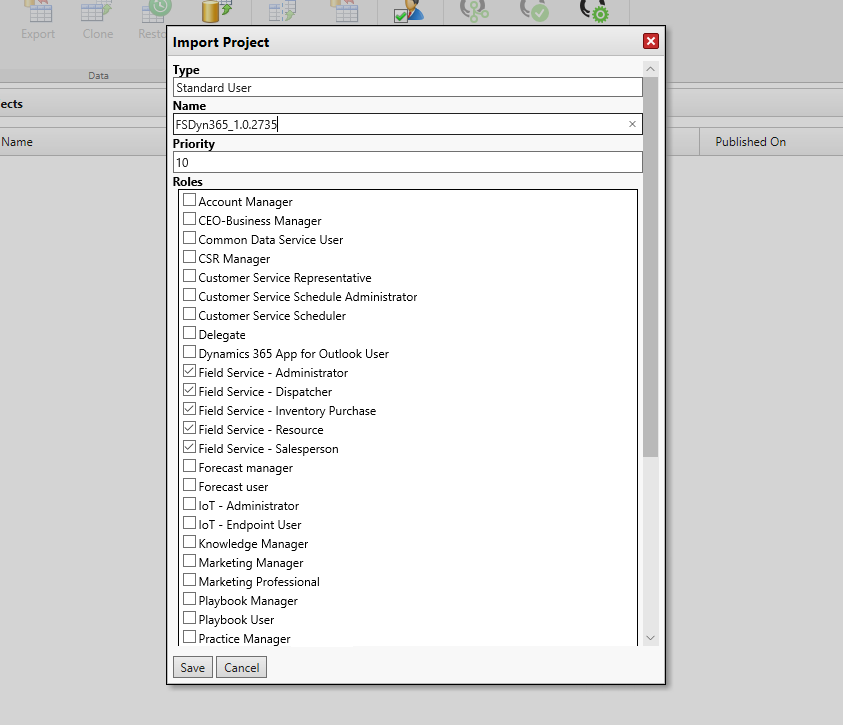 Export Clone
Data
Import Project
Type
Standard User
Name
FSDyn365_1.0.2735
Priority
10
Roles
Account Manager
CEO-Business Manager
Common Data Service User
CSR Manager
Customer Service Representative
Customer Service Schedule Administrator
Customer Service Scheduler
Delegate
Dynamics 365 App for Outlook User
Field Service - Administrator
Field Service - Dispatcher
Field Service - Inventory Purchase
Field Service - Resource
Field Service - Salesperson
Forecast manager
Forecast user
IoT - Administrator
IoT - Endpoint User
Knowledge Manager
Marketing Manager
Marketing Professional
Playbook Manager
Playbook User
Practice Manager
Save Cancel
ects
Name
Published On